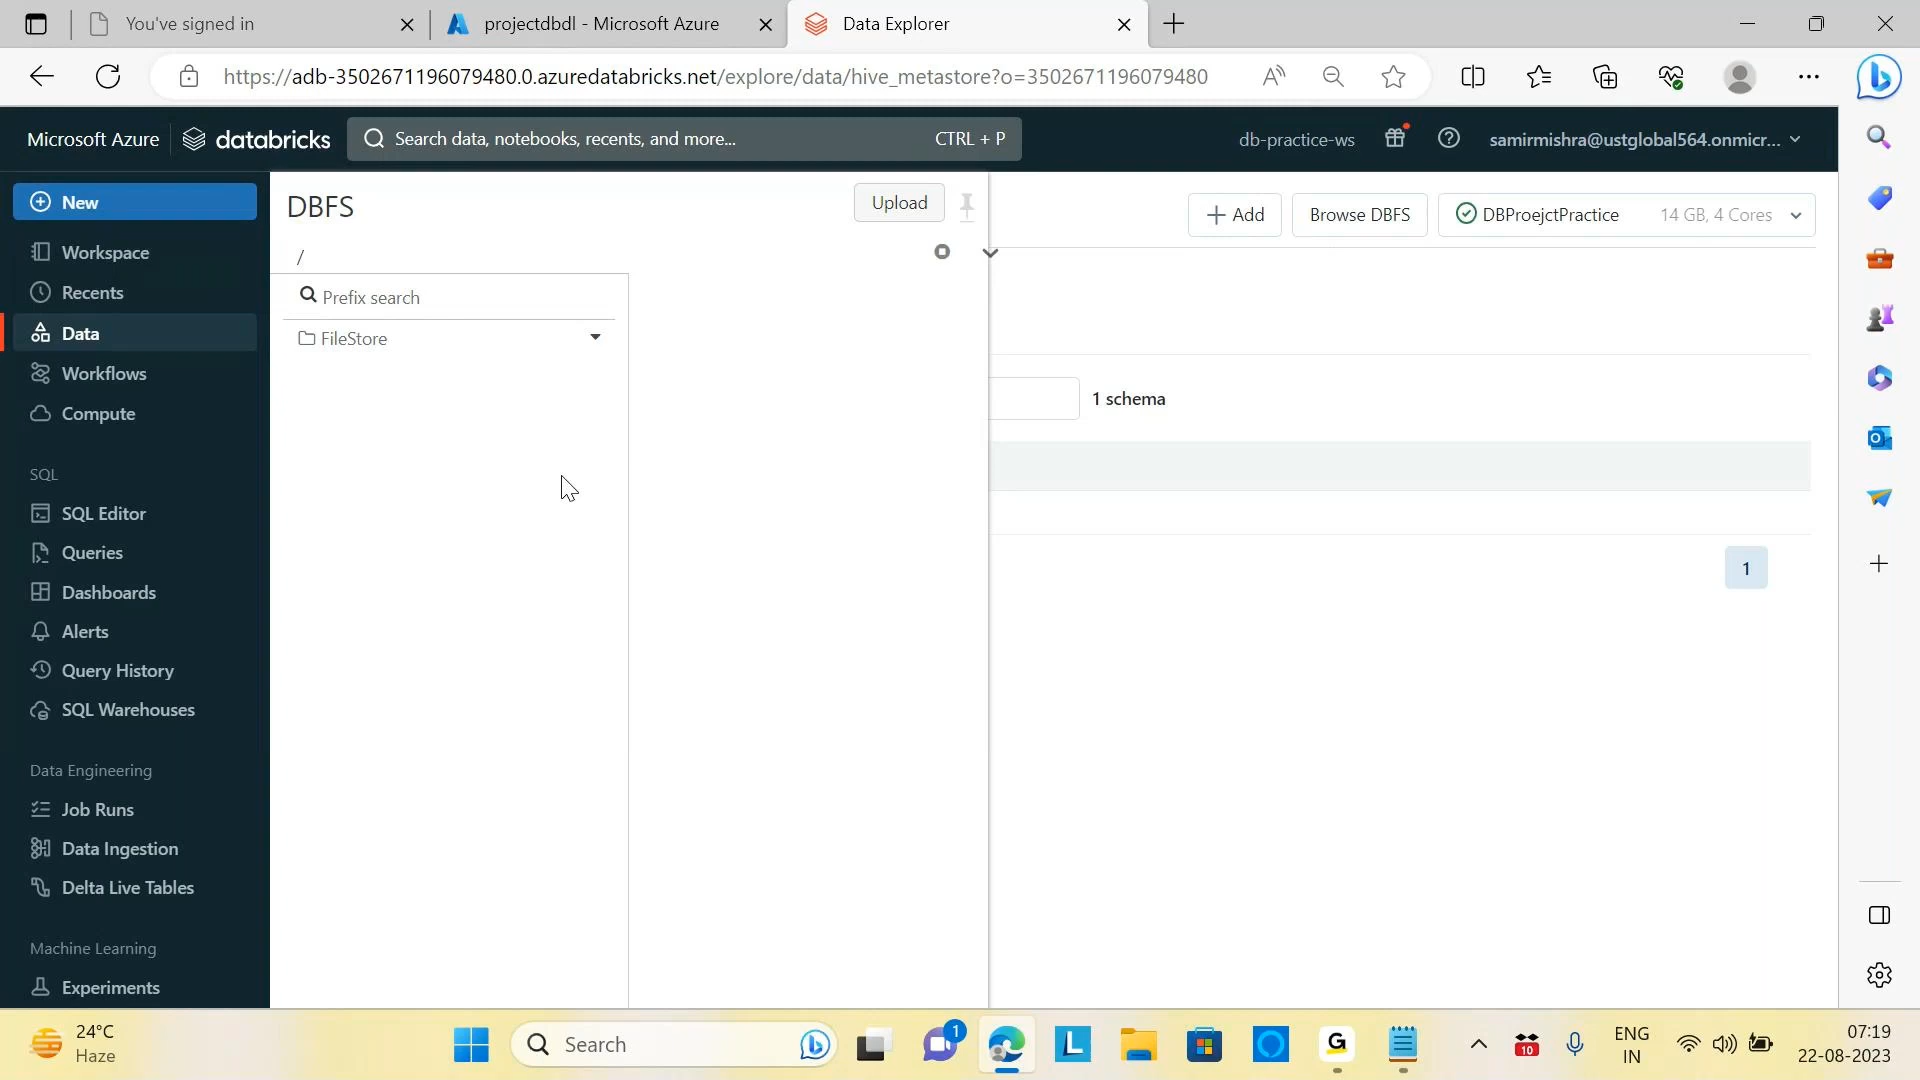 You've signed in
projectdbdl - Microsoft Azure
Data Explorer
https://adb-3502671196079480.0.azuredatabricks.net/explore/data/hive_metastore?o=3502671196079480
Microsoft Azure
databricks
Search data, notebooks, recents, and more...
CTRL + P
db-practice-ws
samirmishra@ustglobal564.onmicr...
New
Workspace
Recents
Data
Workflows
Compute
SQL
SQL Editor
Queries
Dashboards
Alerts
Query History
SQL Warehouses
Data Engineering
Job Runs
Data Ingestion
Delta Live Tables
Machine Learning
Experiments
DBFS
Upload
/
Prefix search
FileStore
Add
Browse DBFS
DBProejctPractice
14 GB, 4 Cores
1 schema
1
24°C
Haze
Search
1
L
G
10
ENG
IN
07:19
22-08-2023